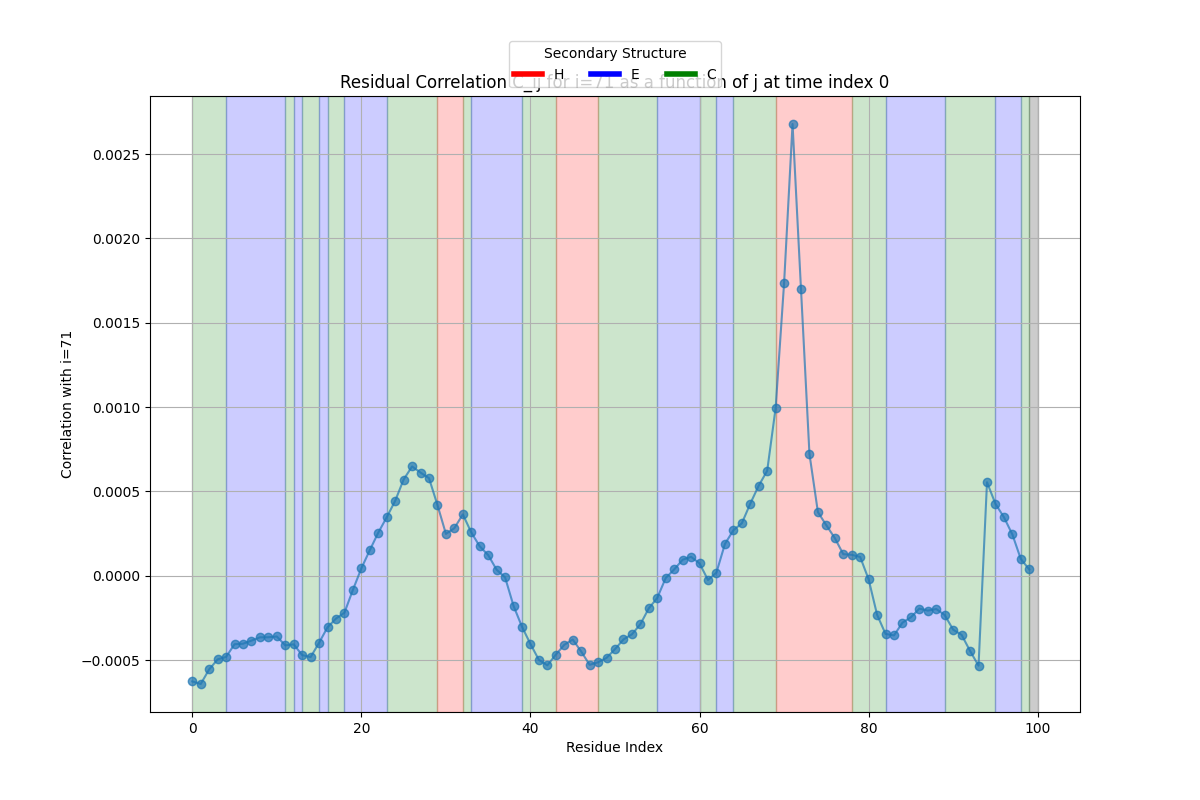 Secondary Structure
H E C
Residual Correlation C_ij for i=71 as a function of j at time index 0
0.0025
0.0020
0.0015
0.0010
0.0005
0.0000
−0.0005
Correlation with i=71
0 20 40 60 80 100
Residue Index